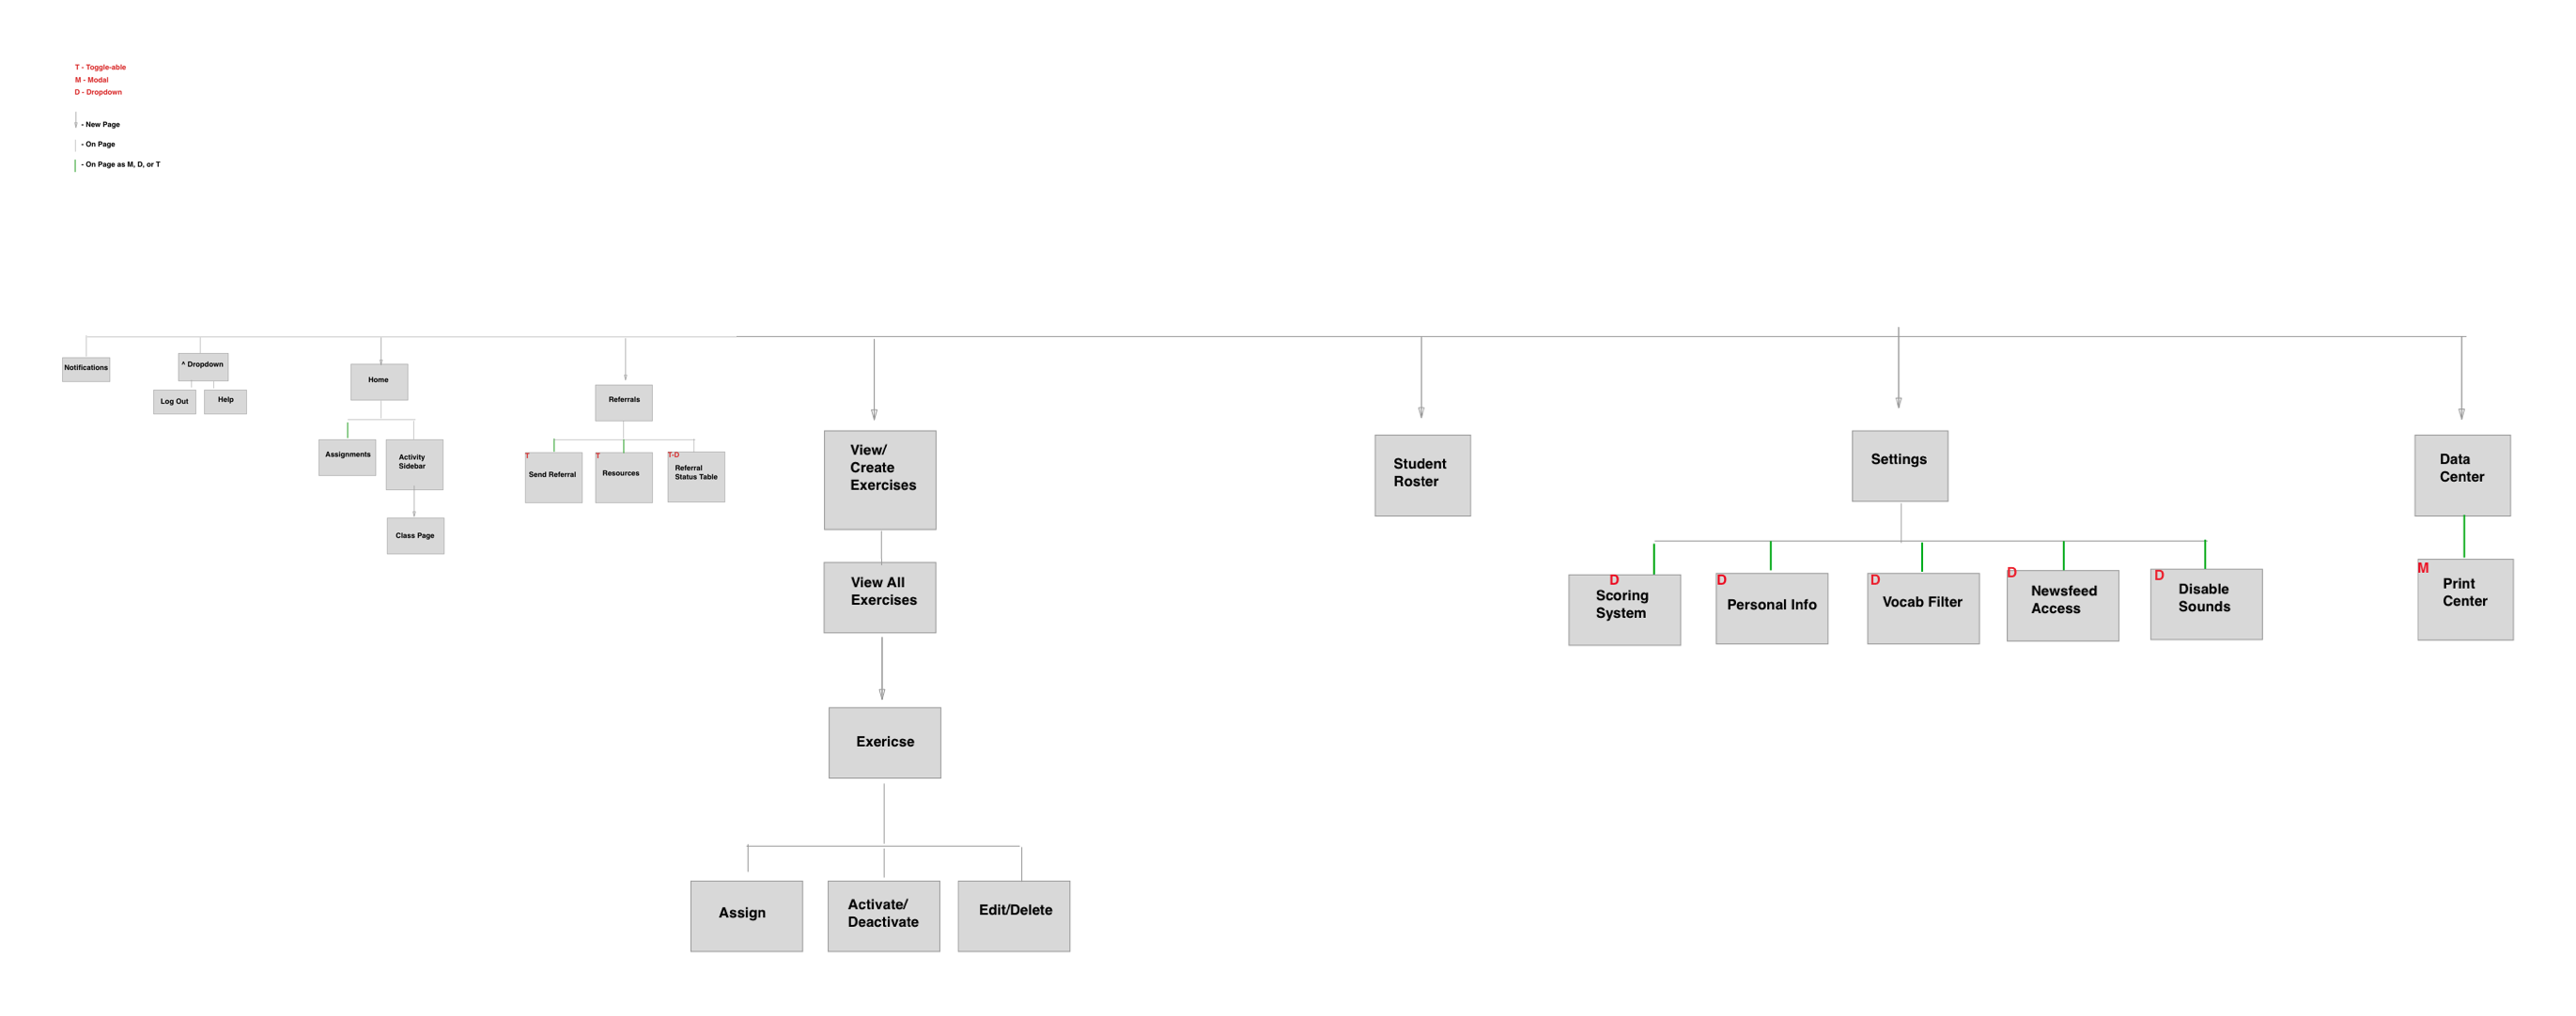 T - Toggle-able
M - Modal
D - Dropdown
- New Page
- On Page
- On Page as M, D, or T
Notifications
^ Dropdown
Log Out
Help
Home
Assignments
Activity
Sidebar
Class Page
Referrals
T
Send Referral
T
Resources
T-D
Referral
Status Table
View/
Create
Exercises
View All
Exercises
Exericse
Assign
Activate/
Deactivate
Edit/Delete
Student
Roster
Settings
D
Scoring
System
D
Personal Info
D
Vocab Filter
D
Newsfeed
Access
D
Disable
Sounds
Data
Center
M
Print
Center